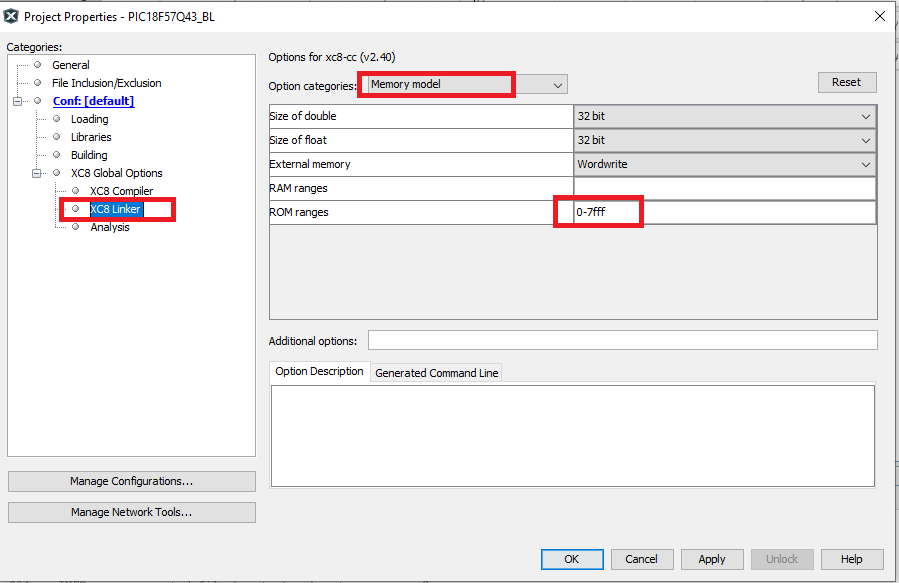 Project Properties - PIC18F57Q43_BL
Categories:
General
File Inclusion/Exclusion
Conf: [default]
Loading
Libraries
Building
XC8 Global Options
XC8 Compiler
XC8 Linker
Analysis
Manage Configurations...
Manage Network Tools...
Options for xc8-cc (v2.40)
Option categories: Memory model
Reset
Size of double 32 bit
Size of float 32 bit
External memory Wordwrite
RAM ranges
ROM ranges 0-7fff
Additional options:
Option Description Generated Command Line
OK Cancel Apply Unlock Help